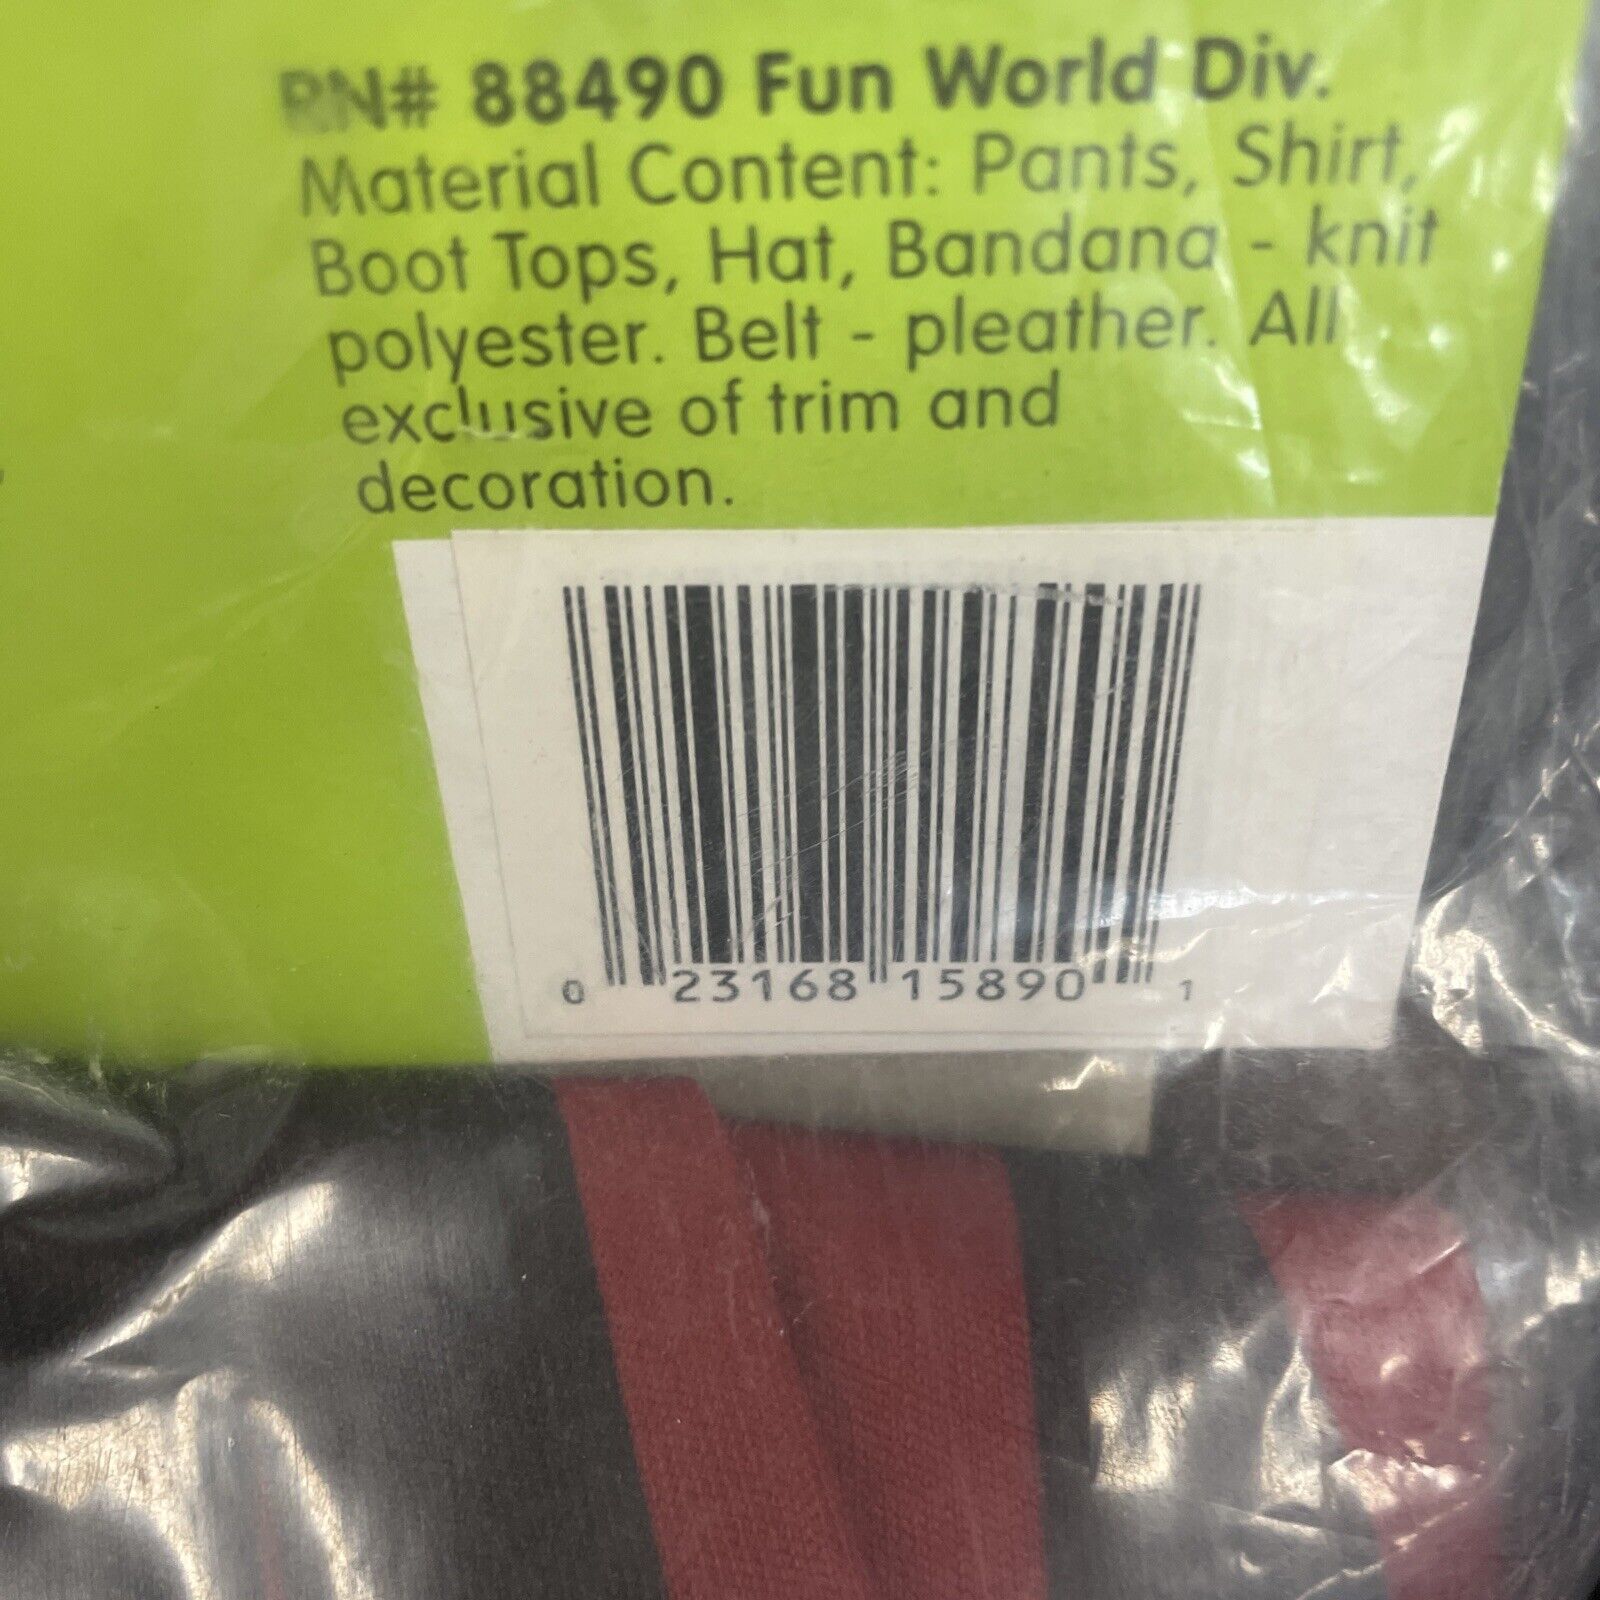 RN# 88490 Fun World Div.
Material Content: Pants, Shirt,
Boot Tops, Hat, Bandana - knit
polyester. Belt - pleather. All
exclusive of trim and
decoration.
0 23168 15890 1